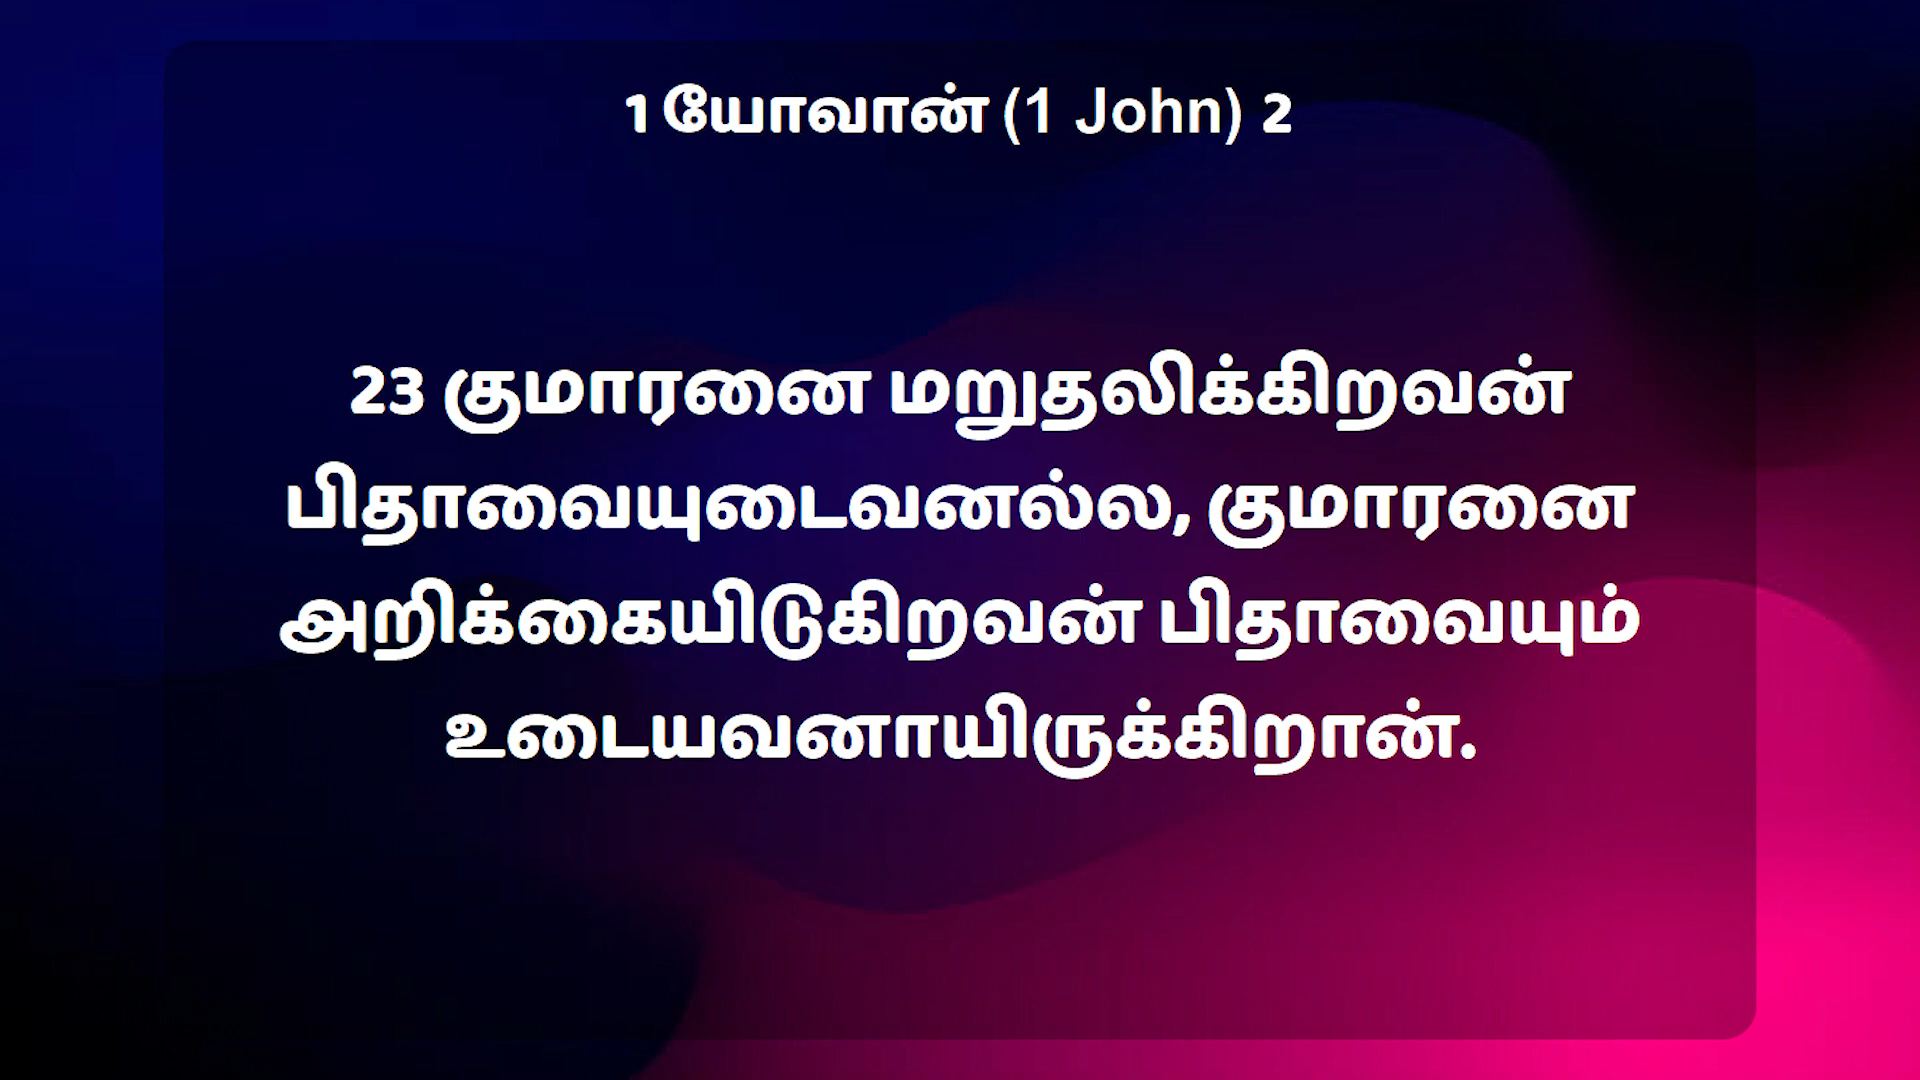 1 யோவான் (1 John) 2
23 குமாரனை மறுதலிக்கிறவன்
பிதாவையுடைவனல்ல, குமாரனை
அறிக்கையிடுகிறவன் பிதாவையும்
உடையவனாயிருக்கிறான்.